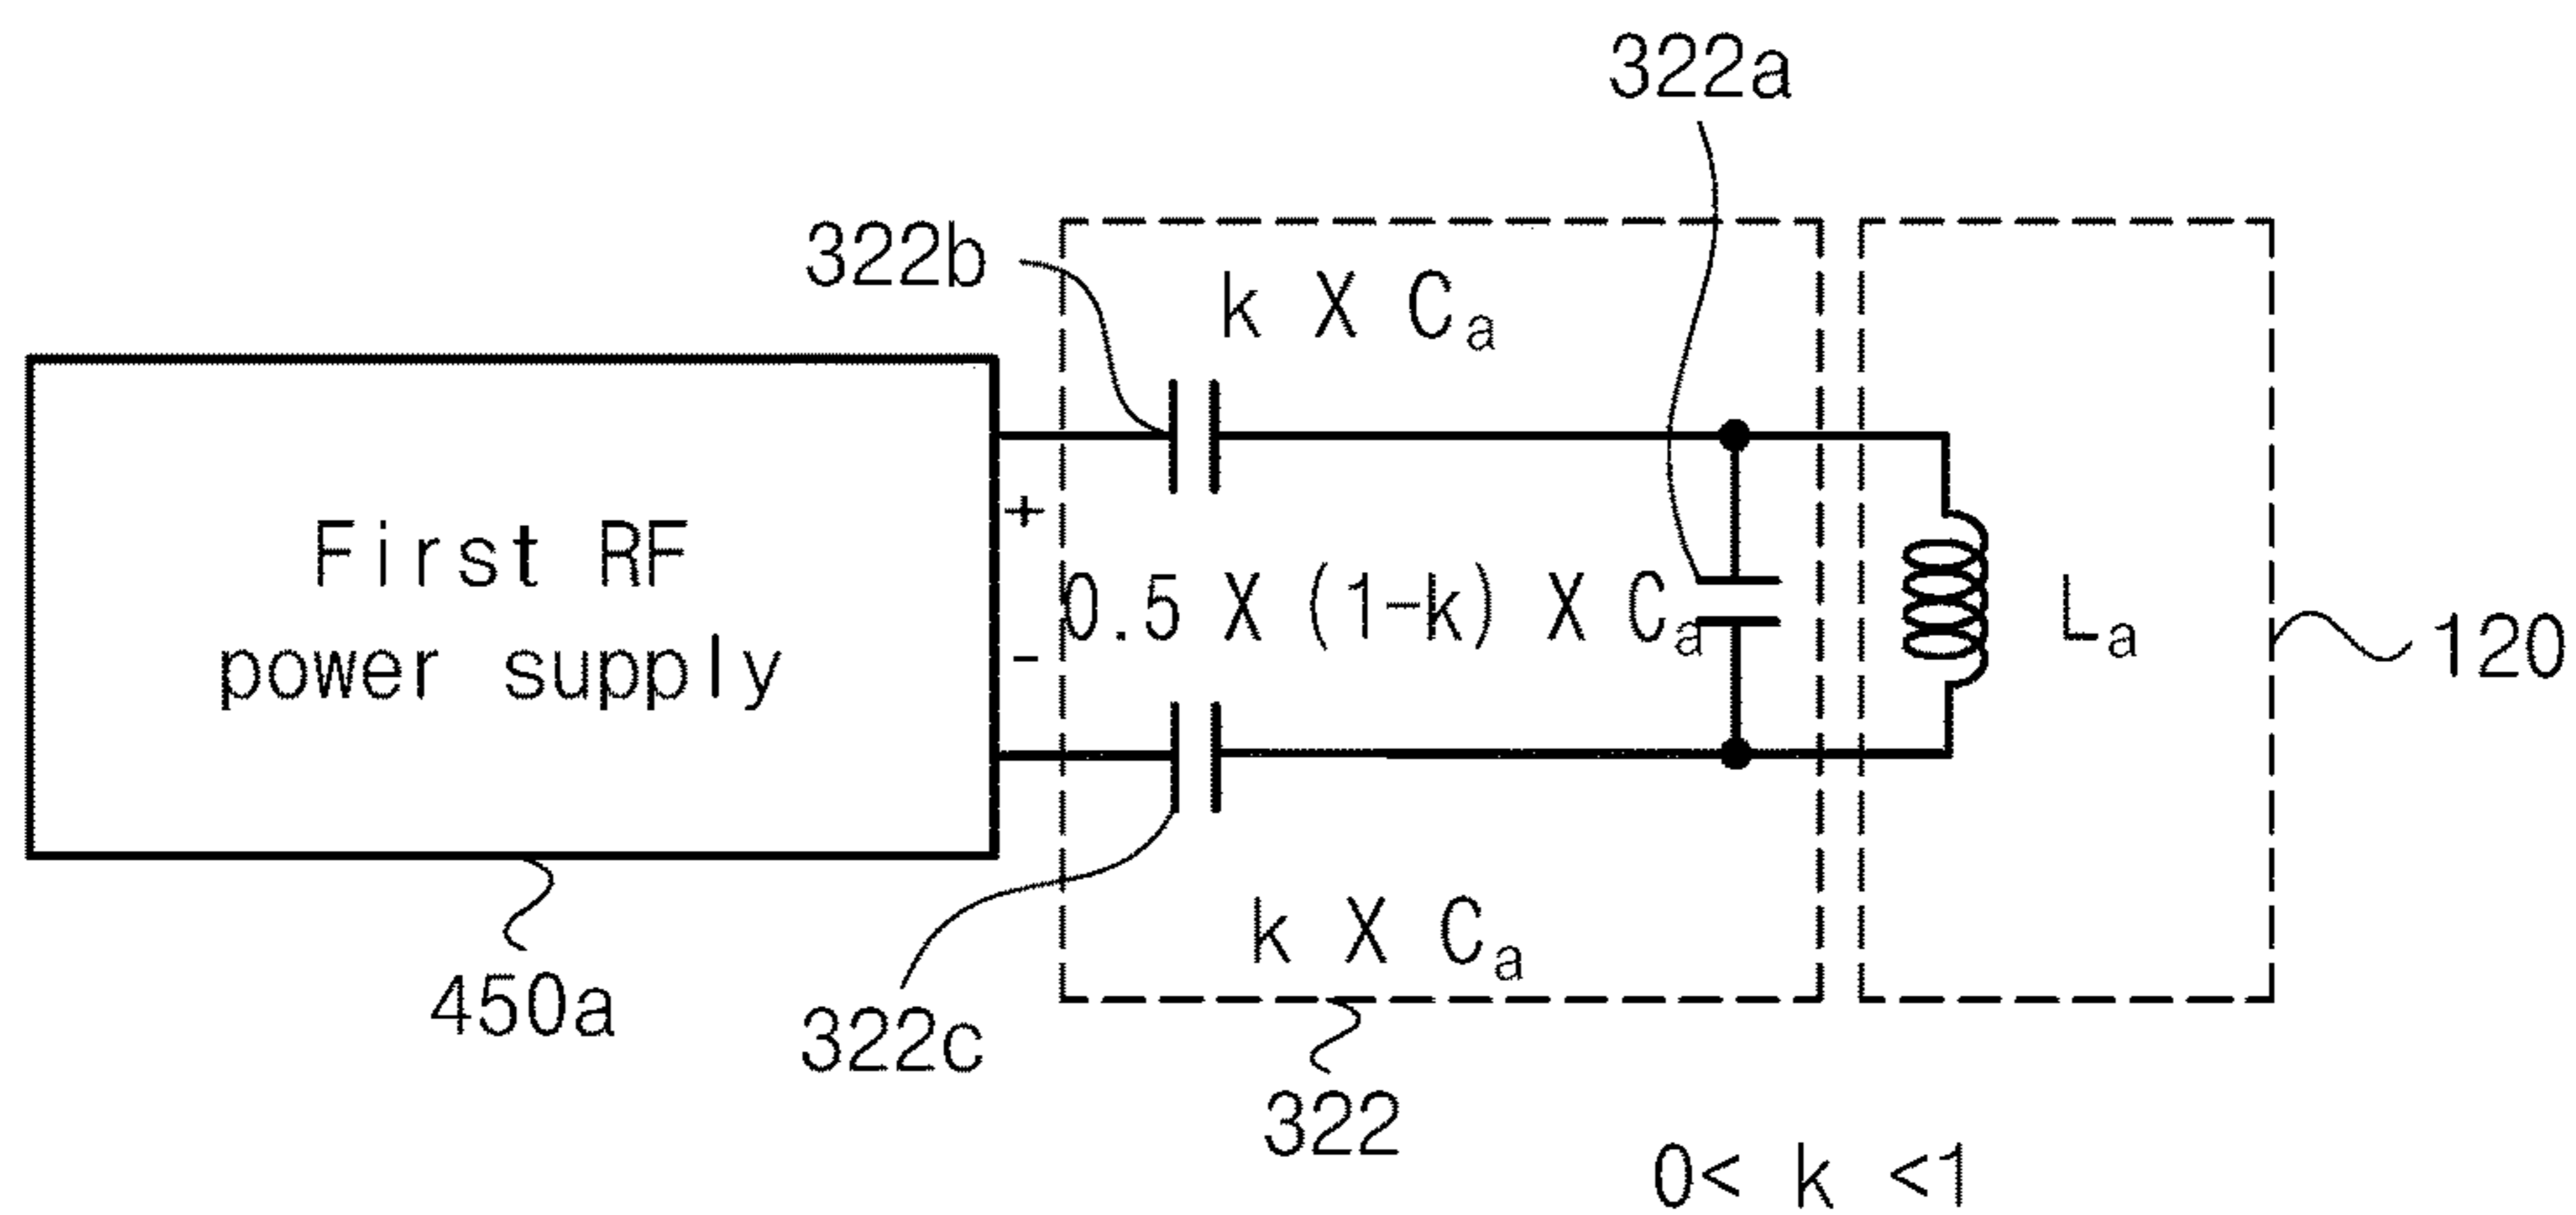 322a
322b
k X Cₐ
First RF
power supply
+
-
0.5 X (1-k) X Cₐ
Lₐ
120
k X Cₐ
450a
322c
322
0< k <1